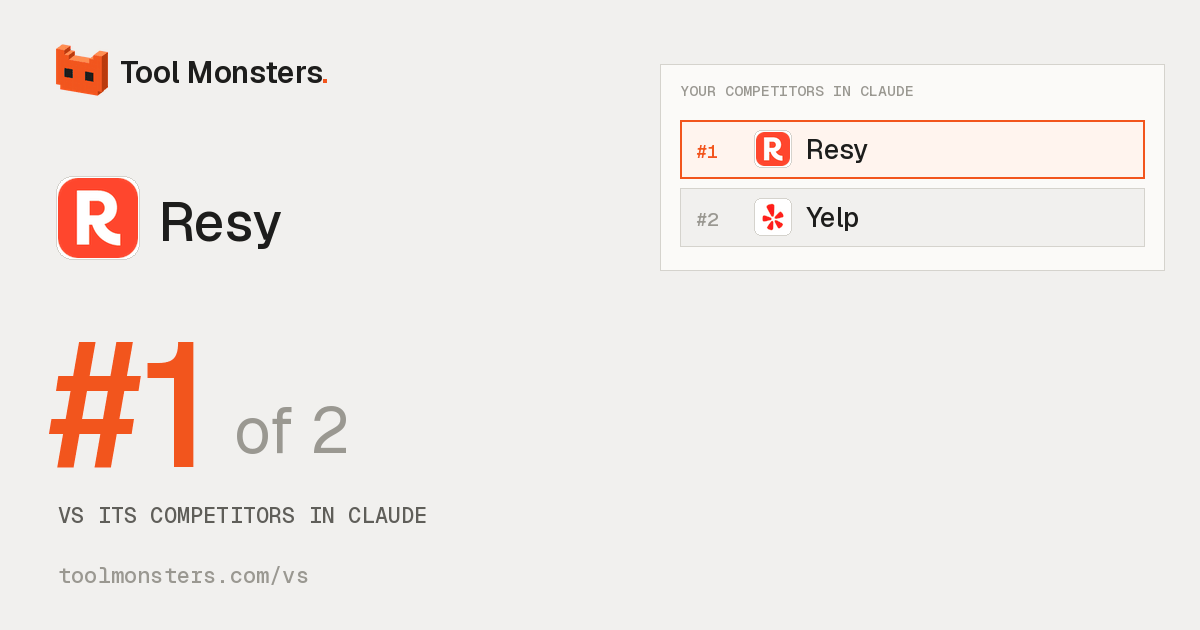 Tool Monsters.
Resy
#1 of 2
VS ITS COMPETITORS IN CLAUDE
toolmonsters.com/vs
YOUR COMPETITORS IN CLAUDE
#1 R Resy
#2 Yelp